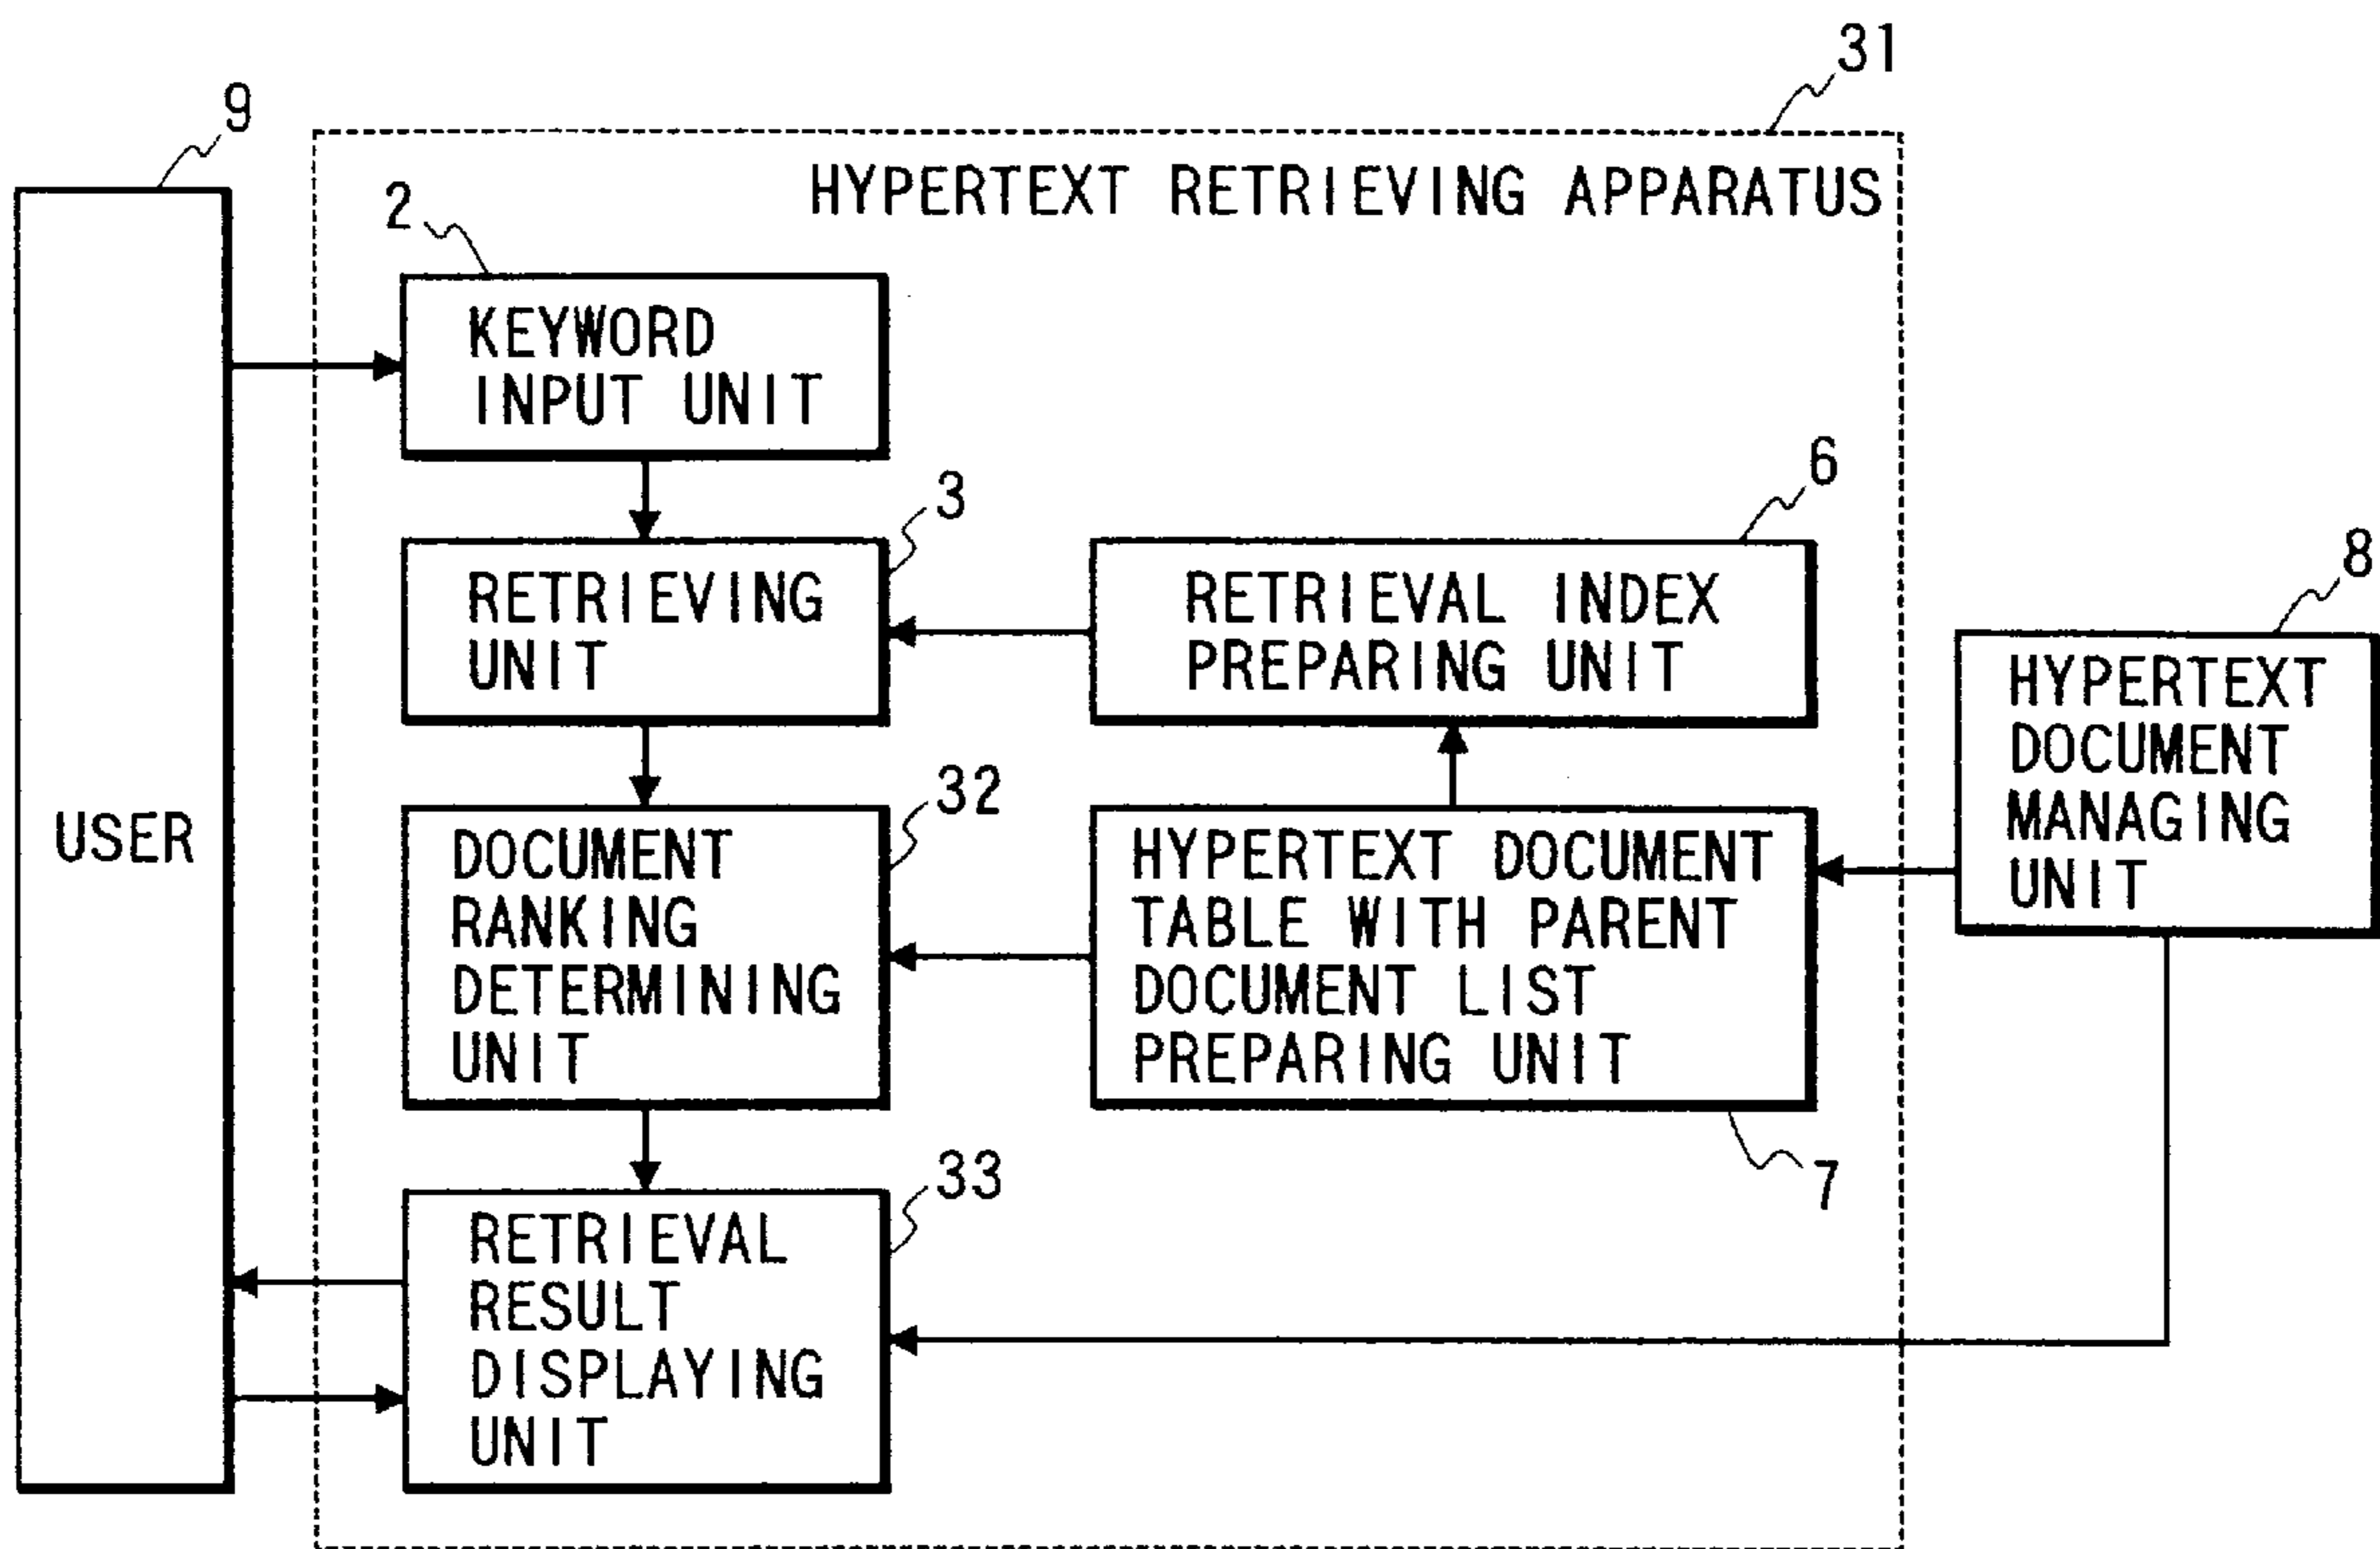 31
9
HYPERTEXT RETRIEVING APPARATUS
2
KEYWORD
INPUT UNIT
3
RETRIEVING
UNIT
6
RETRIEVAL INDEX
PREPARING UNIT
8
HYPERTEXT
DOCUMENT
MANAGING
UNIT
USER
32
DOCUMENT
RANKING
DETERMINING
UNIT
HYPERTEXT DOCUMENT
TABLE WITH PARENT
DOCUMENT LIST
PREPARING UNIT
7
33
RETRIEVAL
RESULT
DISPLAYING
UNIT